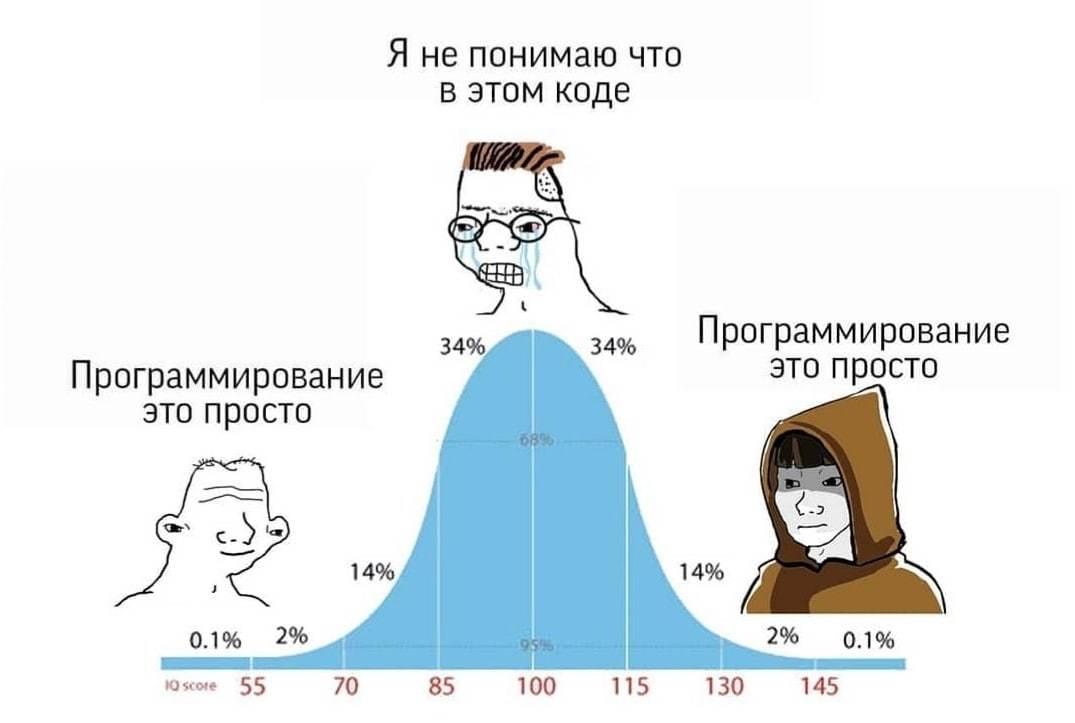 Я не понимаю что
в этом коде
34%
34%
Программирование
это просто
Программирование
это просто
68%
14%
14%
0.1%
2%
95%
2%
0.1%
IQ score 55 70 85 100 115 130 145